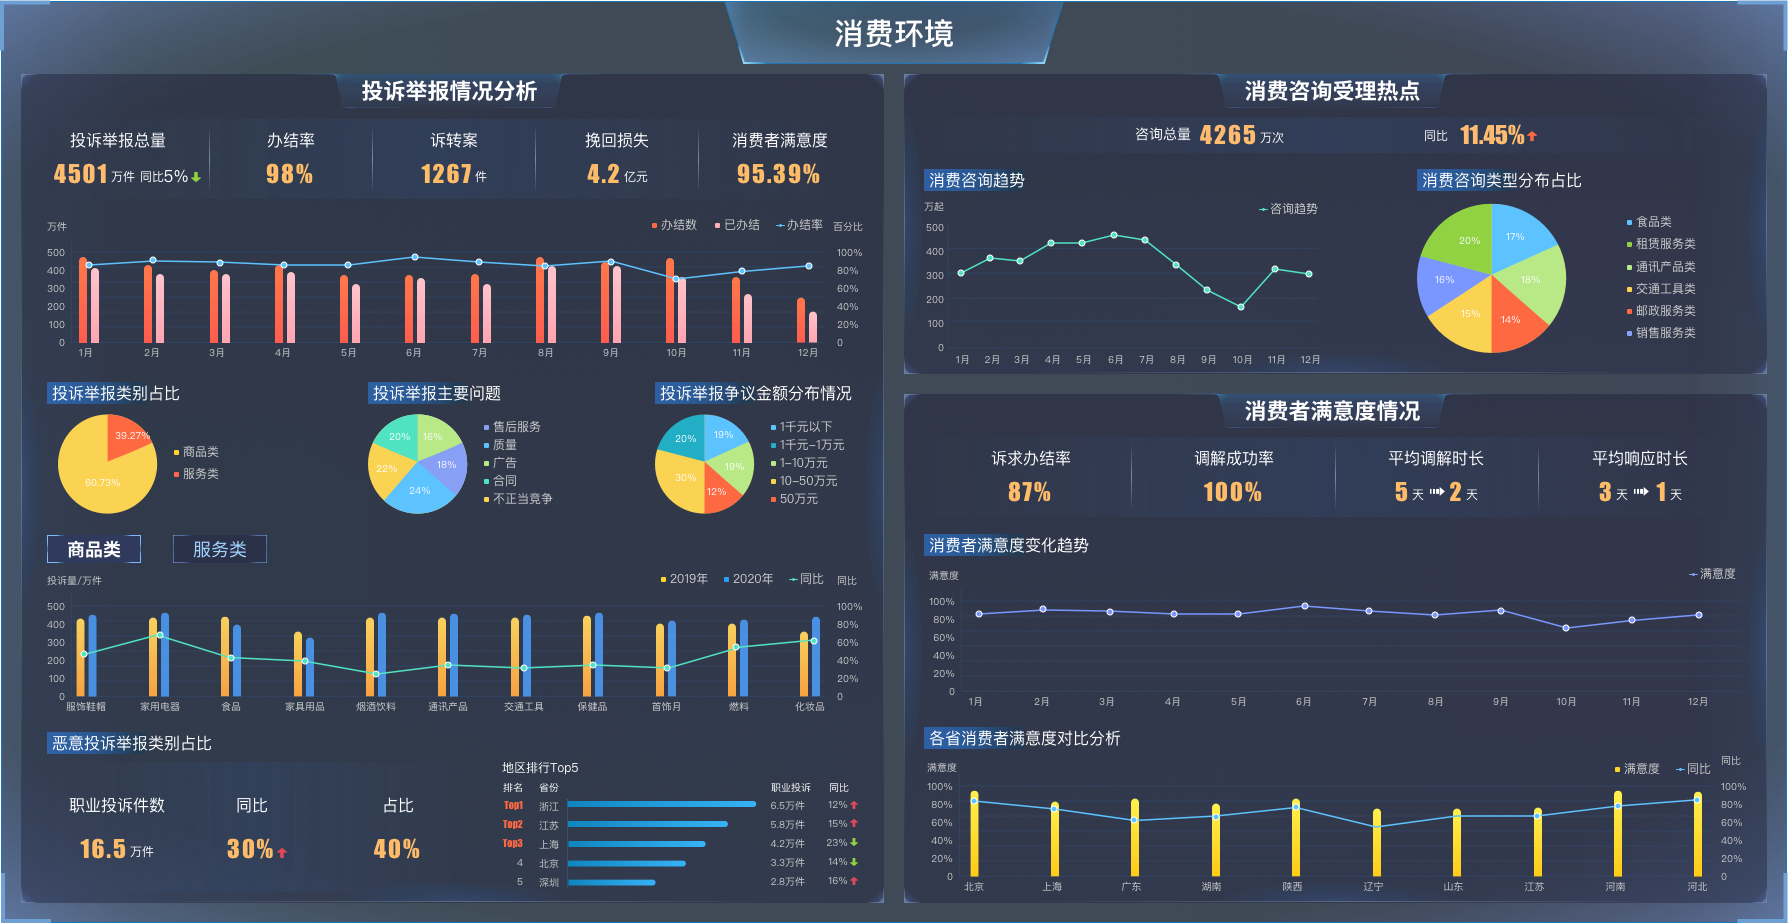 消费环境
投诉举报情况分析
投诉举报总量 办结率 诉转案 挽回损失 消费者满意度
4501 万件 同比5% 98% 1267 件 4.2 亿元 95.39%
万件 办结数 已办结 办结率 百分比
500 100%
400 80%
300 60%
200 40%
100 20%
0 0
1月 2月 3月 4月 5月 6月 7月 8月 9月 10月 11月 12月
投诉举报类别占比
39.27%
60.73%
商品类
服务类
投诉举报主要问题
20% 16%
22% 18%
24%
售后服务
质量
广告
合同
不正当竞争
投诉举报争议金额分布情况
20% 19%
19%
30% 12%
1千元以下
1千元-1万元
1-10万元
10-50万元
50万元
商品类 服务类
投诉量/万件 2019年 2020年 同比 同比
500 100%
400 80%
300 60%
200 40%
100 20%
0 0
服饰鞋帽 家用电器 食品 家具用品 烟酒饮料 通讯产品 交通工具 保健品 首饰月 燃料 化妆品
恶意投诉举报类别占比
职业投诉件数 同比 占比
16.5 万件 30% 40%
地区排行Top5
排名 省份 职业投诉 同比
Top1 浙江 6.5万件 12%
Top2 江苏 5.8万件 15%
Top3 上海 4.2万件 23%
4 北京 3.3万件 14%
5 深圳 2.8万件 16%
消费咨询受理热点
咨询总量 4265 万次 同比 11.45%
消费咨询趋势
万起 咨询趋势
500
400
300
200
100
0
1月 2月 3月 4月 5月 6月 7月 8月 9月 10月 11月 12月
消费咨询类型分布占比
20% 17%
16% 18%
15% 14%
食品类
租赁服务类
通讯产品类
交通工具类
邮政服务类
销售服务类
消费者满意度情况
诉求办结率 调解成功率 平均调解时长 平均响应时长
87% 100% 5 天 2 天 3 天 1 天
消费者满意度变化趋势
满意度 满意度
100%
80%
60%
40%
20%
0
1月 2月 3月 4月 5月 6月 7月 8月 9月 10月 11月 12月
各省消费者满意度对比分析
满意度 满意度 同比 同比
100% 100%
80% 80%
60% 60%
40% 40%
20% 20%
0 0
北京 上海 广东 湖南 陕西 辽宁 山东 江苏 河南 河北